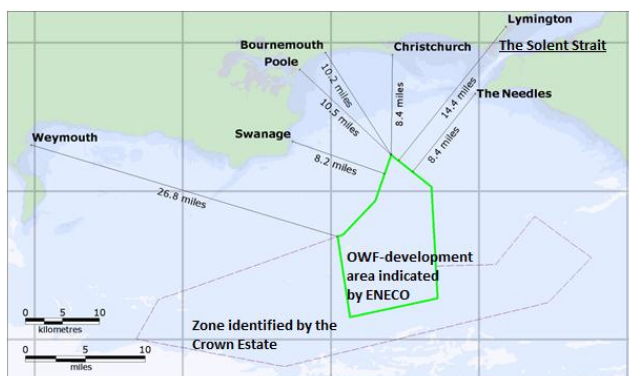 Lymington
The Solent Strait
Bournemouth
Poole
Christchurch
The Needles
Weymouth
Swanage
10.2 miles
10.5 miles
8.4 miles
14.4 miles
8.4 miles
8.2 miles
26.8 miles
OWF-development
area indicated
by ENECO
Zone identified by the
Crown Estate
0 5 10
kilometres
0 5 10
miles